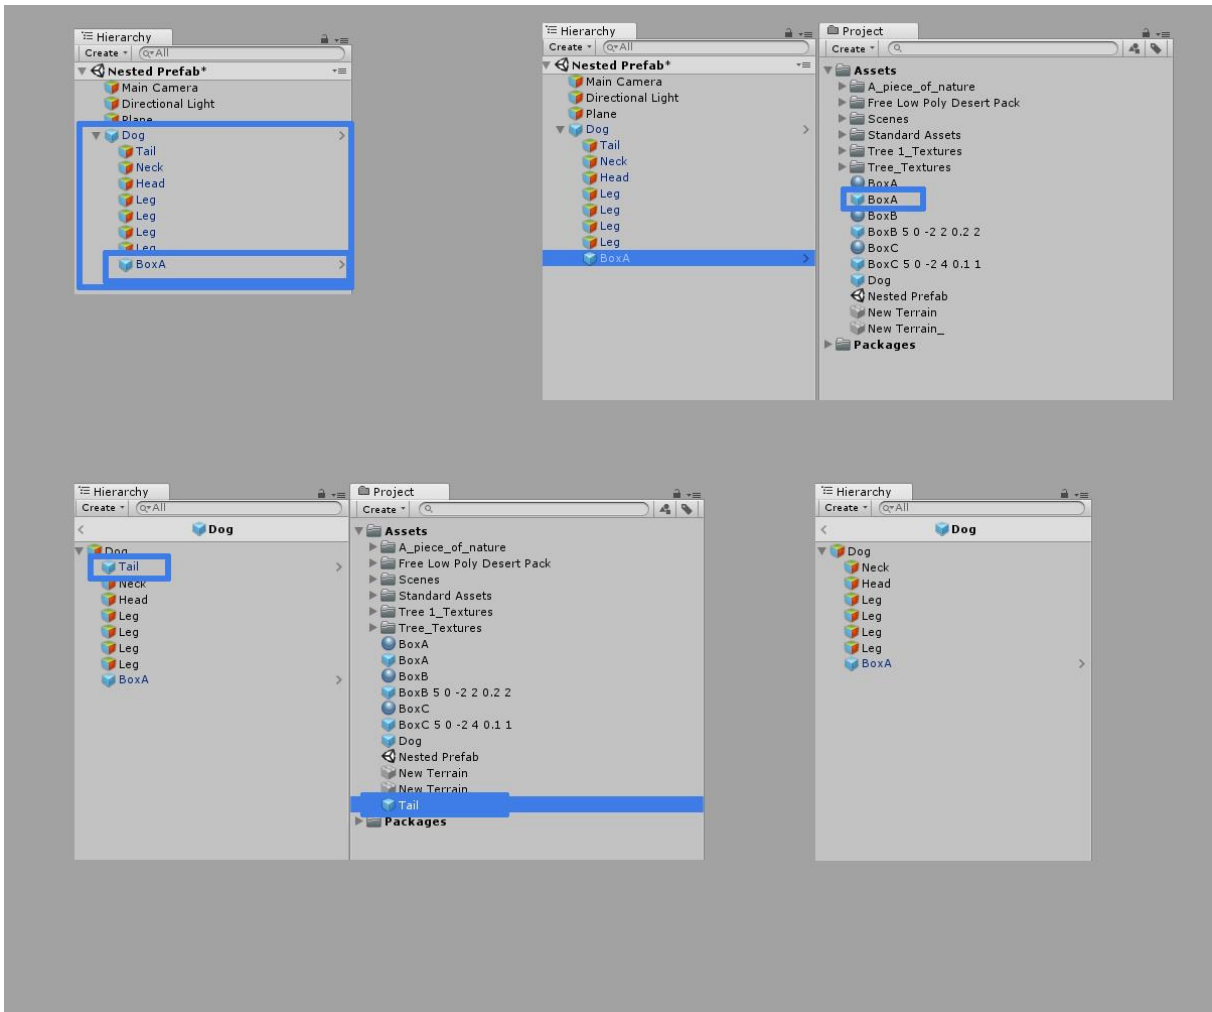 Hierarchy
Create
All
Nested Prefab*
Main Camera
Directional Light
Plane
Dog
Tail
Neck
Head
Leg
Leg
Leg
Leg
BoxA
Hierarchy
Create
All
Nested Prefab*
Main Camera
Directional Light
Plane
Dog
Tail
Neck
Head
Leg
Leg
Leg
Leg
BoxA
Project
Create
Assets
A_piece_of_nature
Free Low Poly Desert Pack
Scenes
Standard Assets
Tree 1_Textures
Tree_Textures
BoxA
BoxA
BoxB
BoxB 5 0 -2 2 0.2 2
BoxC
BoxC 5 0 -2 4 0.1 1
Dog
Nested Prefab
New Terrain
New Terrain_
Packages
Hierarchy
Create
All
Dog
Dog
Tail
Neck
Head
Leg
Leg
Leg
Leg
BoxA
Project
Create
Assets
A_piece_of_nature
Free Low Poly Desert Pack
Scenes
Standard Assets
Tree 1_Textures
Tree_Textures
BoxA
BoxA
BoxB
BoxB 5 0 -2 2 0.2 2
BoxC
BoxC 5 0 -2 4 0.1 1
Dog
Nested Prefab
New Terrain
New Terrain
Tail
Packages
Hierarchy
Create
All
Dog
Dog
Neck
Head
Leg
Leg
Leg
Leg
BoxA